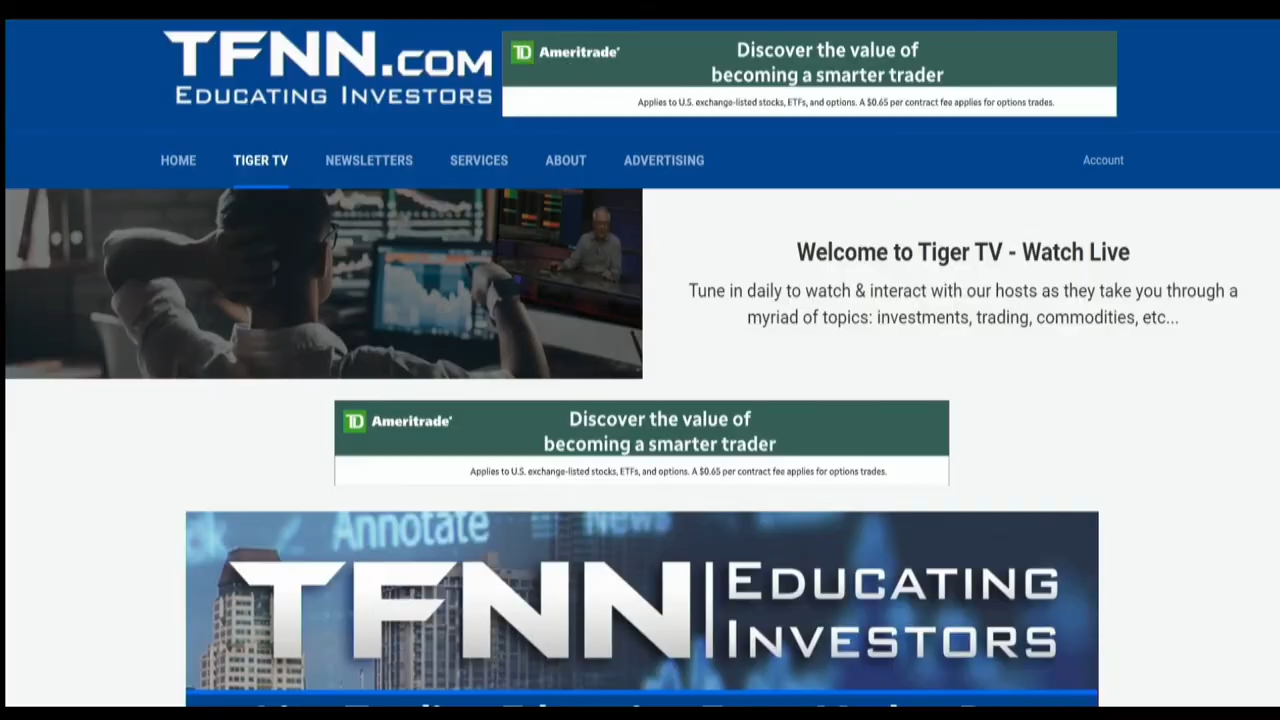 TFNN.COM
EDUCATING INVESTORS
TD Ameritrade
Discover the value of
becoming a smarter trader
Applies to U.S. exchange-listed stocks, ETFs, and options. A $0.65 per contract fee applies for options trades.
HOME TIGER TV NEWSLETTERS SERVICES ABOUT ADVERTISING Account
Welcome to Tiger TV - Watch Live
Tune in daily to watch & interact with our hosts as they take you through a
myriad of topics: investments, trading, commodities, etc...
TD Ameritrade
Discover the value of
becoming a smarter trader
Applies to U.S. exchange-listed stocks, ETFs, and options. A $0.65 per contract fee applies for options trades.
Annotate News
TFNN EDUCATING
INVESTORS